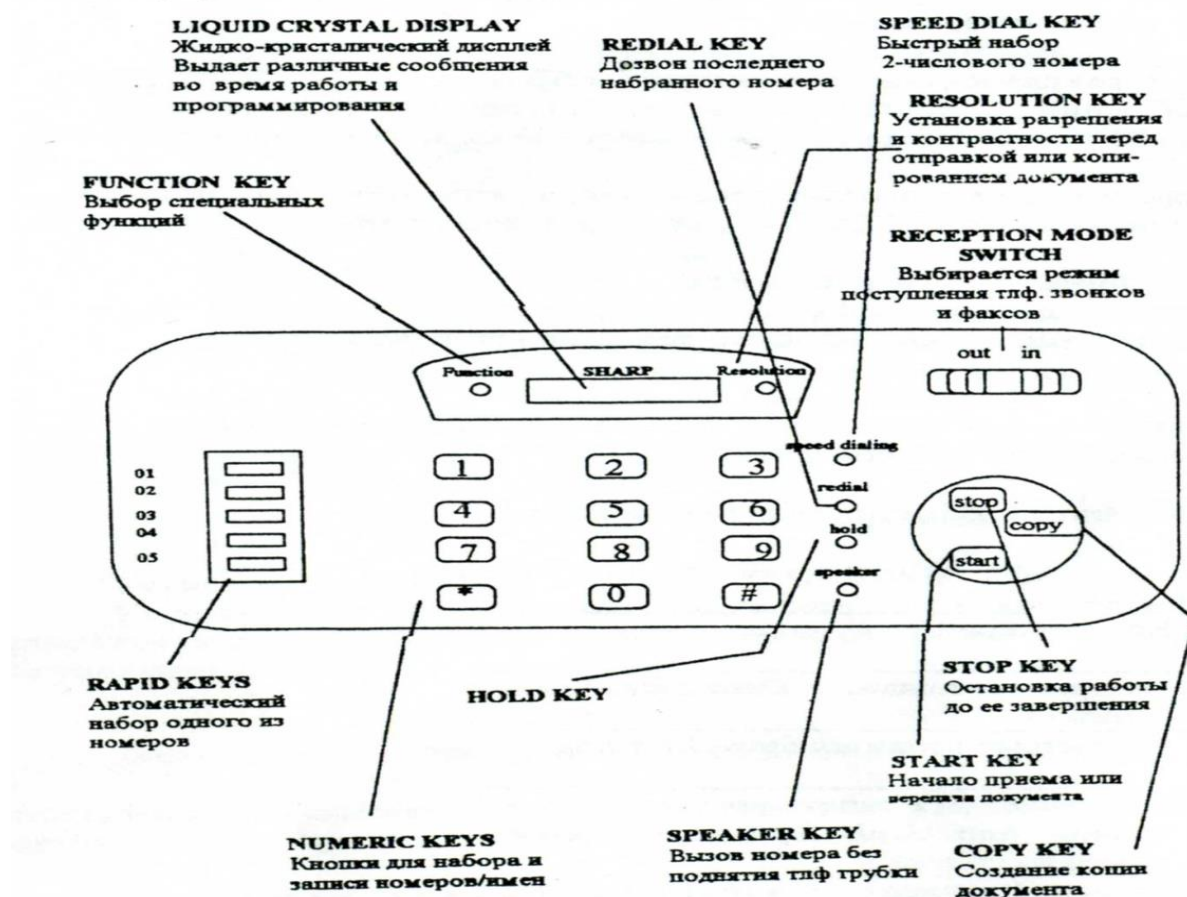 LIQUID CRYSTAL DISPLAY
Жидко-кристалический дисплей
Выдает различные сообщения
во время работы и
программирования
REDIAL KEY
Дозвон последнего
набранного номера
SPEED DIAL KEY
Быстрый набор
2-числового номера
RESOLUTION KEY
Установка разрешения
и контрастности перед
отправкой или копи-
рованием документа
FUNCTION KEY
Выбор специальных
функций
RECEPTION MODE
SWITCH
Выбирается режим
поступления тлф. звонков
и факсов
out in
Function SHARP Resolution
speed dialing
redial
hold
speaker
01
02
03
04
05
1 2 3
4 5 6
7 8 9
* 0 #
stop
copy
start
RAPID KEYS
Автоматический
набор одного из
номеров
HOLD KEY
STOP KEY
Остановка работы
до ее завершения
START KEY
Начало приема или
передачи документа
NUMERIC KEYS
Кнопки для набора и
записи номеров/имен
SPEAKER KEY
Вызов номера без
поднятия тлф трубки
COPY KEY
Создание копии
документа